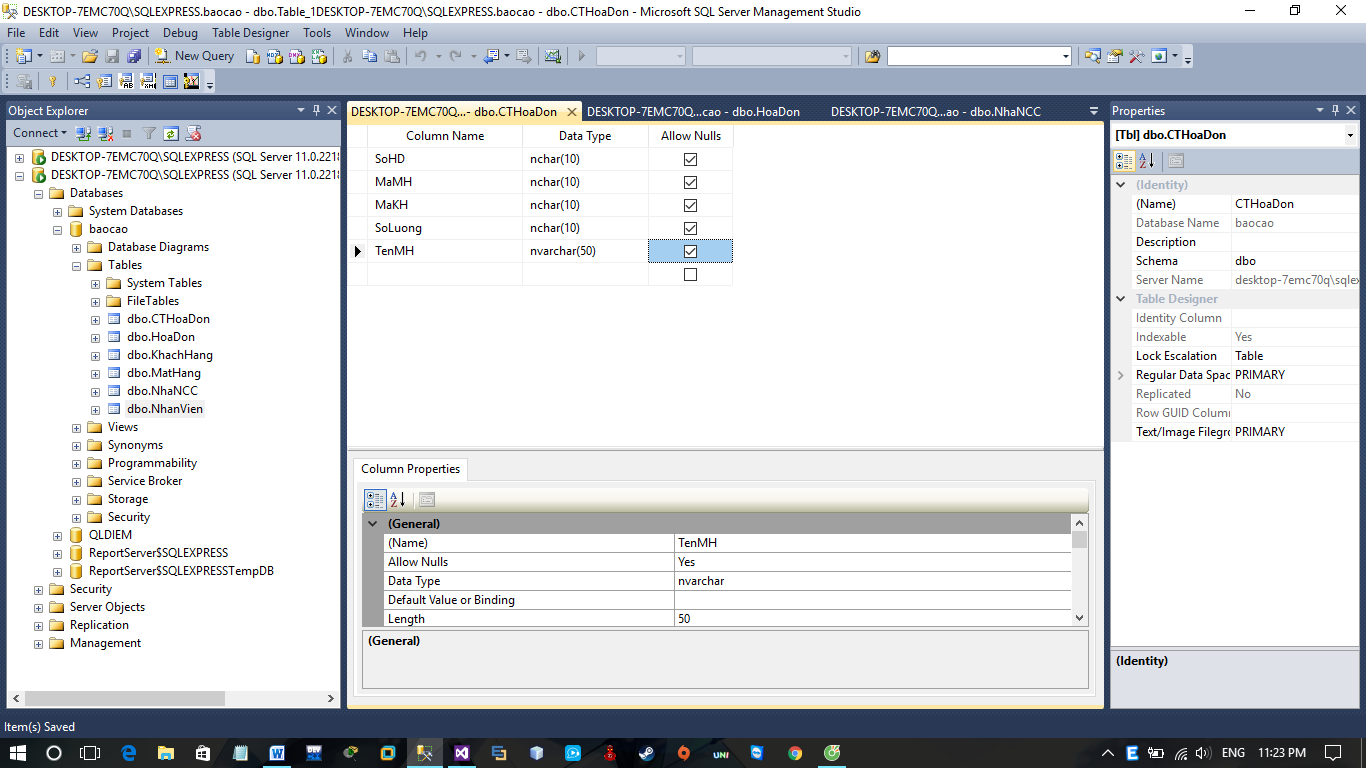 DESKTOP-7EMC70Q\SQLEXPRESS.baocao - dbo.Table_1DESKTOP-7EMC70Q\SQLEXPRESS.baocao - dbo.CTHoaDon - Microsoft SQL Server Management Studio
File Edit View Project Debug Table Designer Tools Window Help
New Query
Object Explorer
Connect
DESKTOP-7EMC70Q\SQLEXPRESS (SQL Server 11.0.2218
DESKTOP-7EMC70Q\SQLEXPRESS (SQL Server 11.0.2218
Databases
System Databases
baocao
Database Diagrams
Tables
System Tables
FileTables
dbo.CTHoaDon
dbo.HoaDon
dbo.KhachHang
dbo.MatHang
dbo.NhaNCC
dbo.NhanVien
Views
Synonyms
Programmability
Service Broker
Storage
Security
QLDIEM
ReportServer$SQLEXPRESS
ReportServer$SQLEXPRESSTempDB
Security
Server Objects
Replication
Management
DESKTOP-7EMC70Q...- dbo.CTHoaDon DESKTOP-7EMC70Q...cao - dbo.HoaDon DESKTOP-7EMC70Q...ao - dbo.NhaNCC
Column Name Data Type Allow Nulls
SoHD nchar(10)
MaMH nchar(10)
MaKH nchar(10)
SoLuong nchar(10)
TenMH nvarchar(50)
Column Properties
(General)
(Name) TenMH
Allow Nulls Yes
Data Type nvarchar
Default Value or Binding
Length 50
(General)
Properties
[Tbl] dbo.CTHoaDon
(Identity)
(Name) CTHoaDon
Database Name baocao
Description
Schema dbo
Server Name desktop-7emc70q\sqlex
Table Designer
Identity Column
Indexable Yes
Lock Escalation Table
Regular Data Spac PRIMARY
Replicated No
Row GUID Colum
Text/Image Filegro PRIMARY
(Identity)
Item(s) Saved
UNI
ENG 11:23 PM